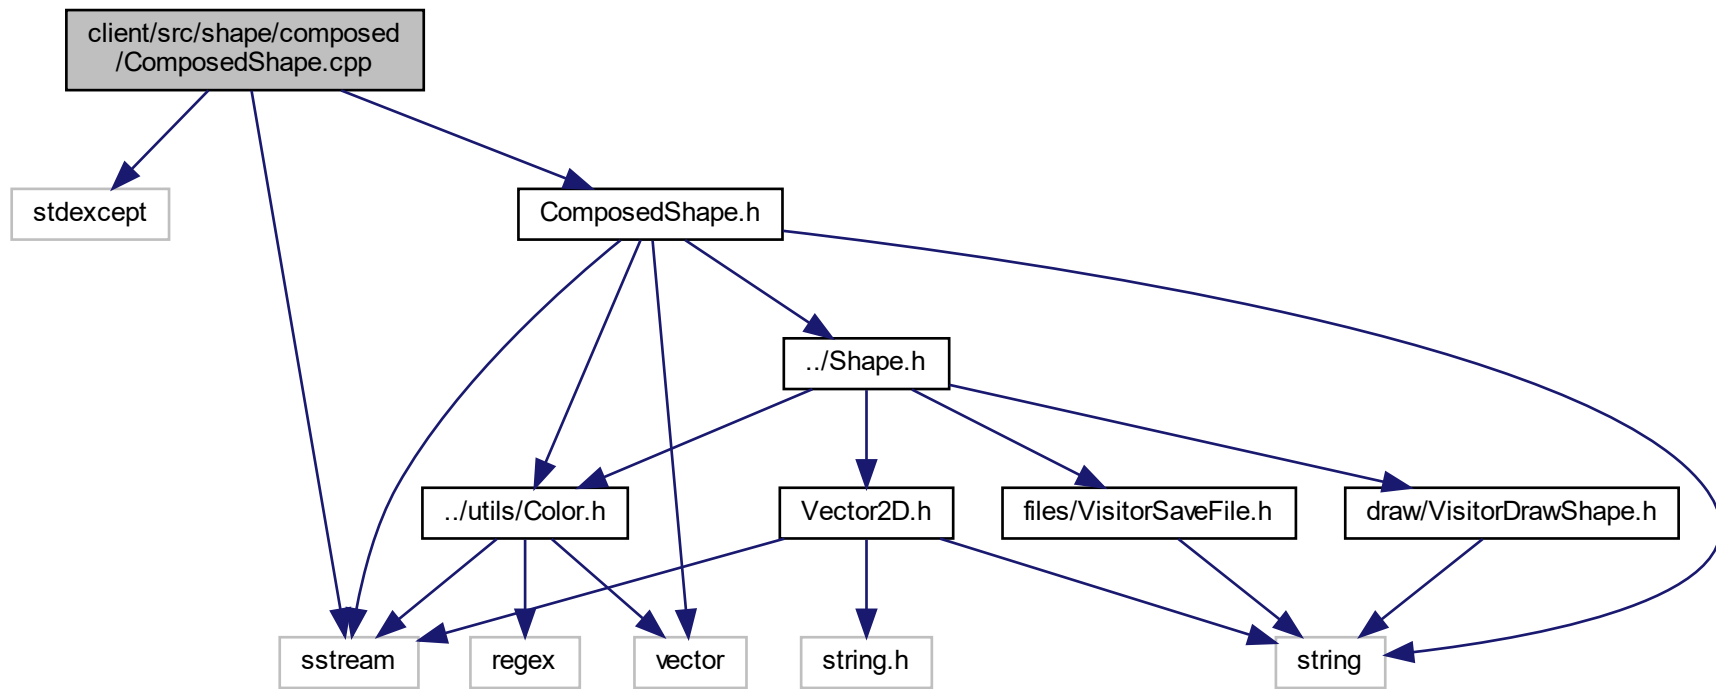 client/src/shape/composed
/ComposedShape.cpp
stdexcept
ComposedShape.h
../Shape.h
../utils/Color.h
Vector2D.h
files/VisitorSaveFile.h
draw/VisitorDrawShape.h
sstream
regex
vector
string.h
string